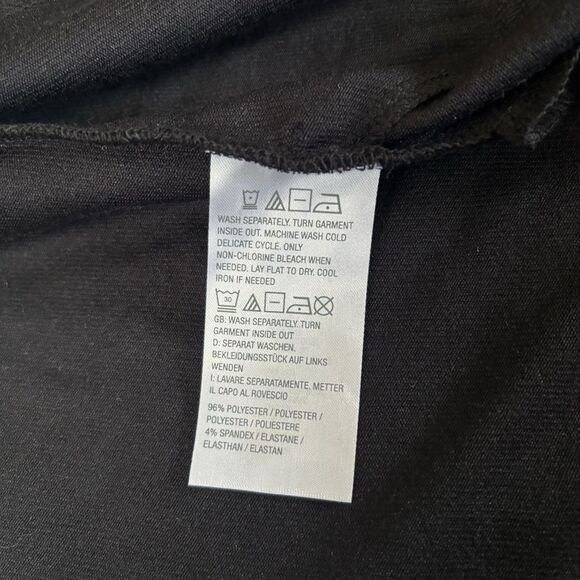 WASH SEPARATELY. TURN GARMENT
INSIDE OUT. MACHINE WASH COLD
DELICATE CYCLE. ONLY
NON-CHLORINE BLEACH WHEN
NEEDED. LAY FLAT TO DRY. COOL
IRON IF NEEDED
30
GB: WASH SEPARATELY. TURN
GARMENT INSIDE OUT
D: SEPARAT WASCHEN,
BEKLEIDUNGSSTÜCK AUF LINKS
WENDEN
I: LAVARE SEPARATAMENTE, METTER
IL CAPO AL ROVESCIO
96% POLYESTER / POLYESTER /
POLYESTER / POLIESTERE
4% SPANDEX / ELASTANE /
ELASTHAN / ELASTAN